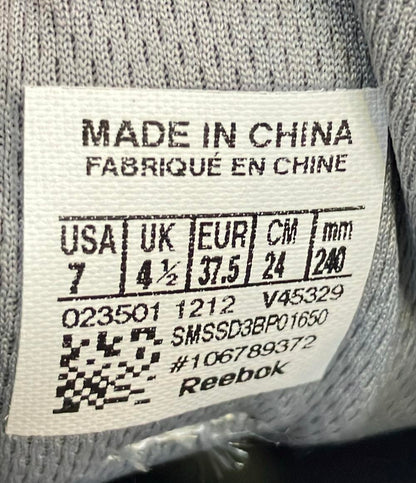 MADE IN CHINA
FABRIQUÉ EN CHINE
USA UK EUR CM mm
7 4½ 37.5 24 240
023501 1212 V45329
SMSSD3BP01650
#106789372
Reebok